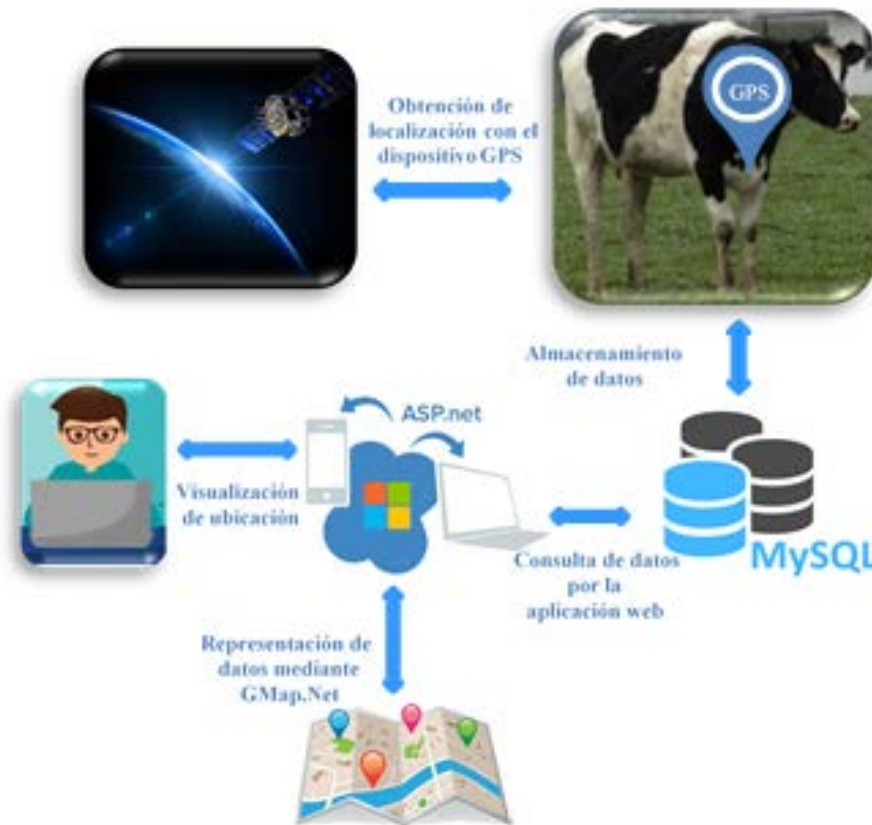 Obtención de
localización con el
dispositivo GPS
GPS
Almacenamiento
de datos
ASP.net
Visualización
de ubicación
MySQL
Consulta de datos
por la
aplicación web
Representación de
datos mediante
GMap.Net